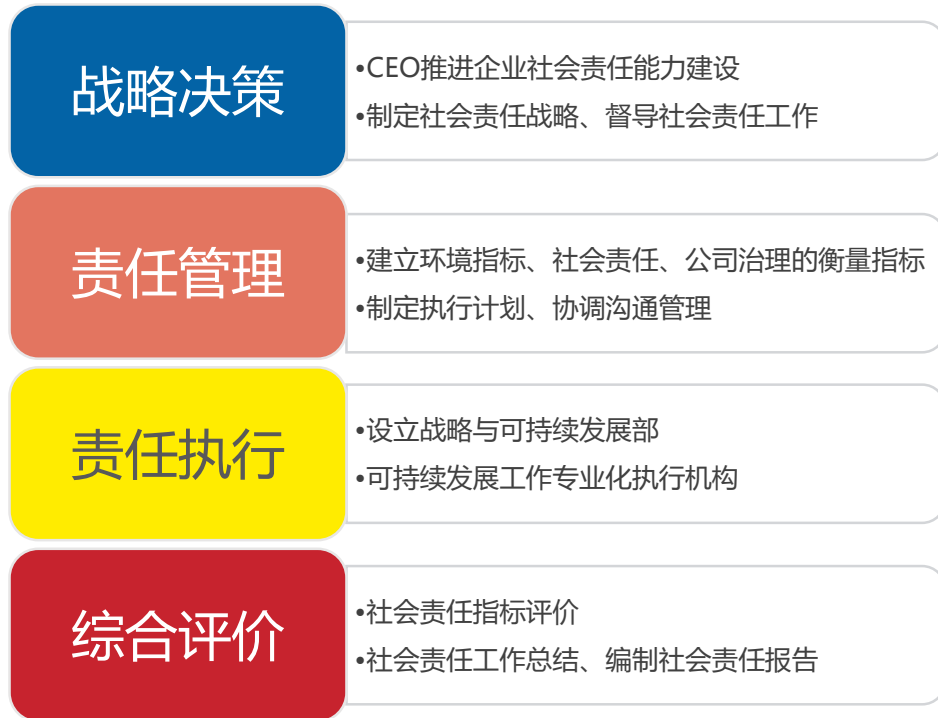 战略决策
•CEO推进企业社会责任能力建设
•制定社会责任战略、督导社会责任工作
责任管理
•建立环境指标、社会责任、公司治理的衡量指标
•制定执行计划、协调沟通管理
责任执行
•设立战略与可持续发展部
•可持续发展工作专业化执行机构
综合评价
•社会责任指标评价
•社会责任工作总结、编制社会责任报告